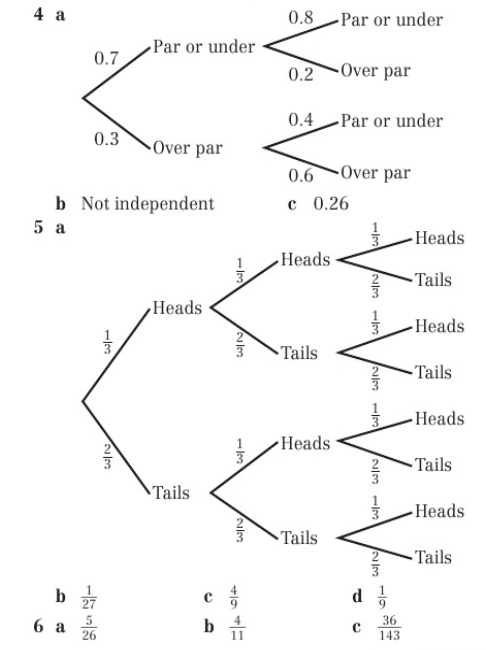 4 a
0.8 Par or under
0.7 Par or under
0.2 Over par
0.4 Par or under
0.3 Over par
0.6 Over par
b Not independent c 0.26
5 a
1/3 Heads
1/3 Heads
2/3 Tails
Heads
1/3 Heads
1/3
2/3 Tails
2/3 Tails
1/3 Heads
1/3 Heads
2/3
2/3 Tails
Tails
1/3 Heads
2/3 Tails
2/3 Tails
b 1/27 c 4/9 d 1/9
6 a 5/26 b 4/11 c 36/143